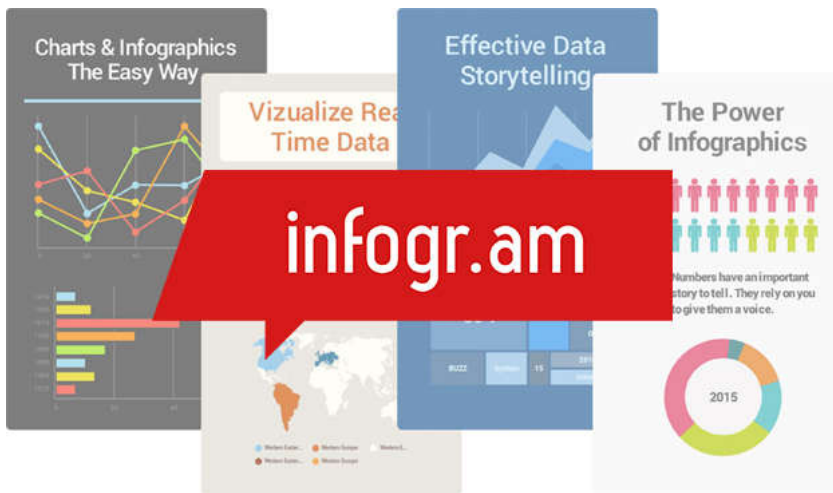 Charts & Infographics
The Easy Way
Vizualize Rea
Time Data
Effective Data
Storytelling
The Power
of Infographics
infogr.am
Numbers have an important
story to tell. They rely on you
to give them a voice.
BUZZ
15
2015